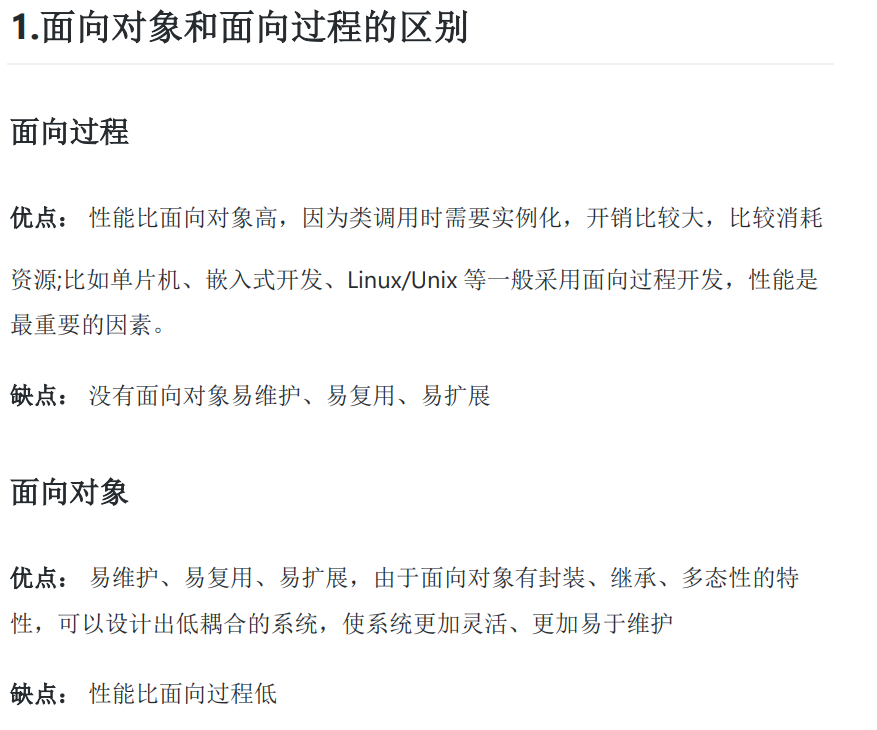 1.面向对象和面向过程的区别
面向过程
优点： 性能比面向对象高，因为类调用时需要实例化，开销比较大，比较消耗
资源;比如单片机、嵌入式开发、Linux/Unix 等一般采用面向过程开发，性能是
最重要的因素。
缺点： 没有面向对象易维护、易复用、易扩展
面向对象
优点： 易维护、易复用、易扩展，由于面向对象有封装、继承、多态性的特
性，可以设计出低耦合的系统，使系统更加灵活、更加易于维护
缺点： 性能比面向过程低